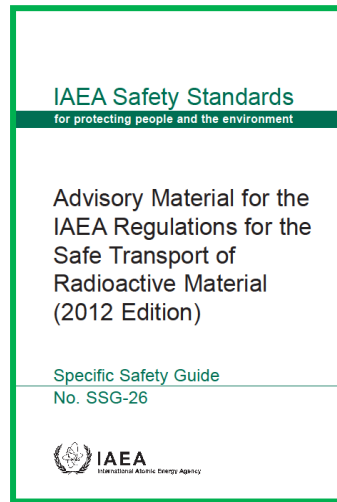 IAEA Safety Standards
for protecting people and the environment
Advisory Material for the
IAEA Regulations for the
Safe Transport of
Radioactive Material
(2012 Edition)
Specific Safety Guide
No. SSG-26
IAEA
International Atomic Energy Agency